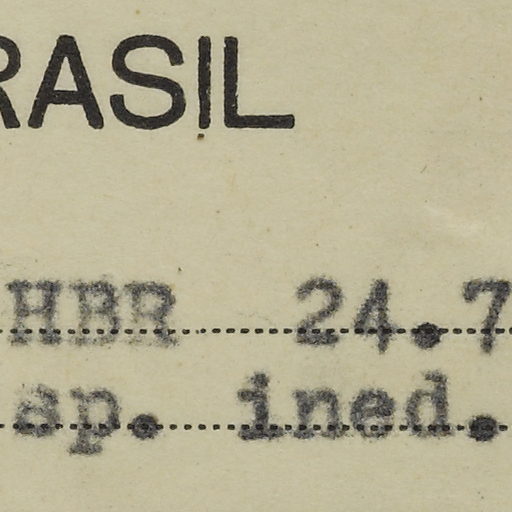 RASIL
HBR 24.7
ap. ined.